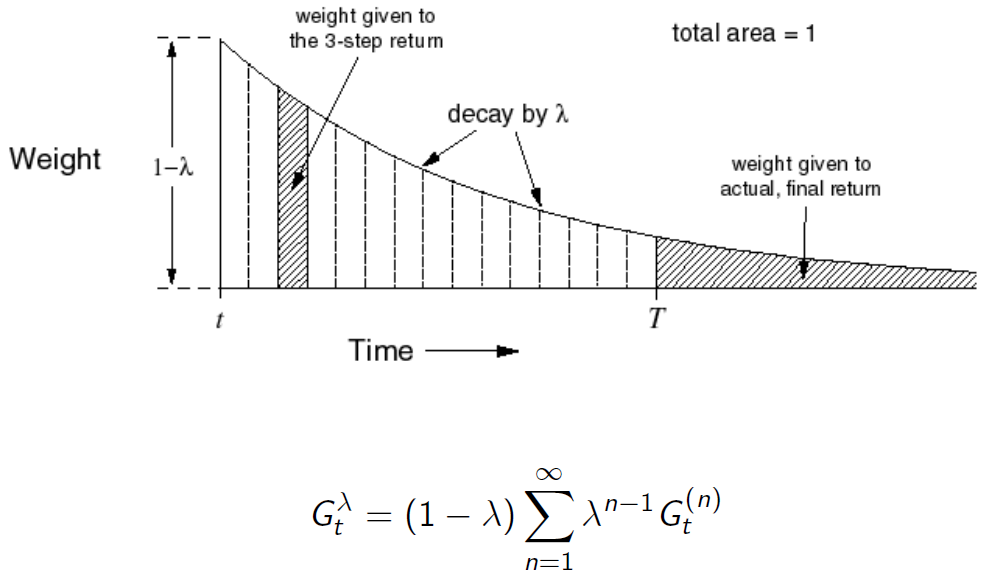 weight given to
the 3-step return
total area = 1
decay by λ
Weight
1−λ
weight given to
actual, final return
t
T
Time
G_t^λ = (1 − λ) ∑_{n=1}^{∞} λ^{n−1} G_t^{(n)}